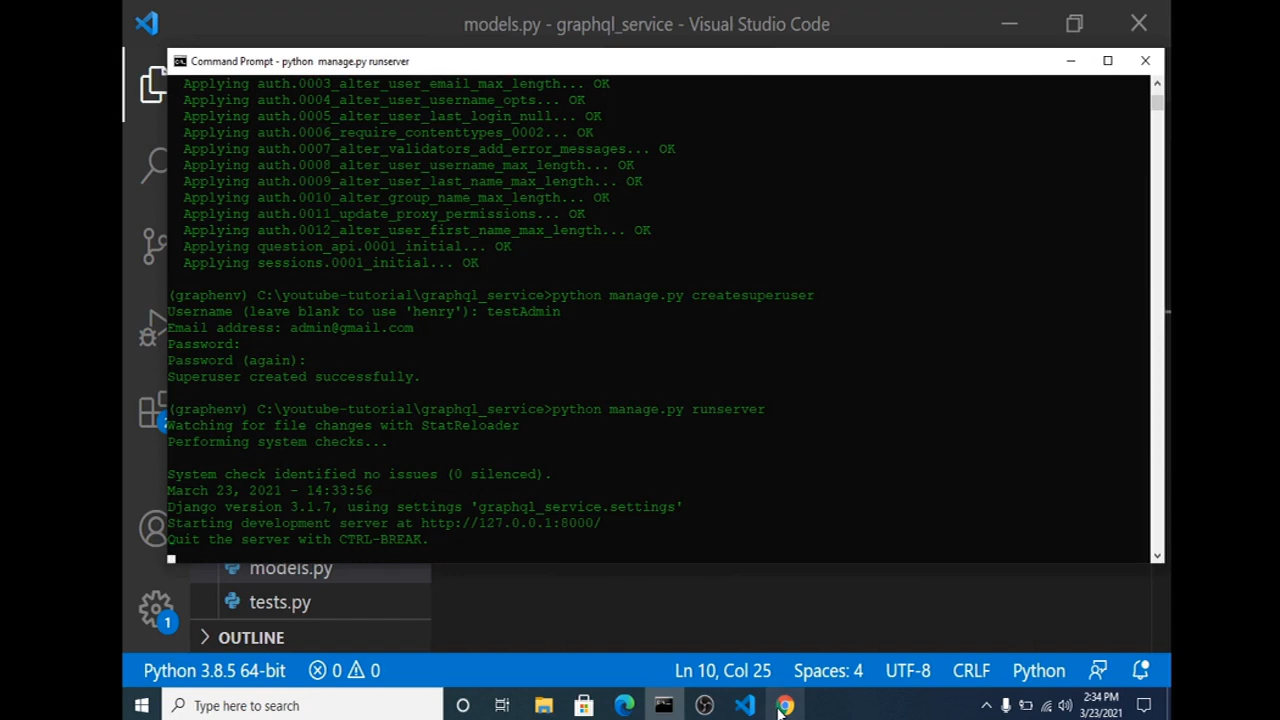 models.py - graphql_service - Visual Studio Code
Command Prompt - python  manage.py runserver
Applying auth.0003_alter_user_email_max_length... OK
Applying auth.0004_alter_user_username_opts... OK
Applying auth.0005_alter_user_last_login_null... OK
Applying auth.0006_require_contenttypes_0002... OK
Applying auth.0007_alter_validators_add_error_messages... OK
Applying auth.0008_alter_user_username_max_length... OK
Applying auth.0009_alter_user_last_name_max_length... OK
Applying auth.0010_alter_group_name_max_length... OK
Applying auth.0011_update_proxy_permissions... OK
Applying auth.0012_alter_user_first_name_max_length... OK
Applying question_api.0001_initial... OK
Applying sessions.0001_initial... OK
(graphenv) C:\youtube-tutorial\graphql_service>python manage.py createsuperuser
Username (leave blank to use 'henry'): testAdmin
Email address: admin@gmail.com
Password:
Password (again):
Superuser created successfully.
(graphenv) C:\youtube-tutorial\graphql_service>python manage.py runserver
Watching for file changes with StatReloader
Performing system checks...
System check identified no issues (0 silenced).
March 23, 2021 - 14:33:56
Django version 3.1.7, using settings 'graphql_service.settings'
Starting development server at http://127.0.0.1:8000/
Quit the server with CTRL-BREAK.
models.py
tests.py
OUTLINE
1
Python 3.8.5 64-bit 0 0 Ln 10, Col 25 Spaces: 4 UTF-8 CRLF Python
Type here to search
2:34 PM
3/23/2021